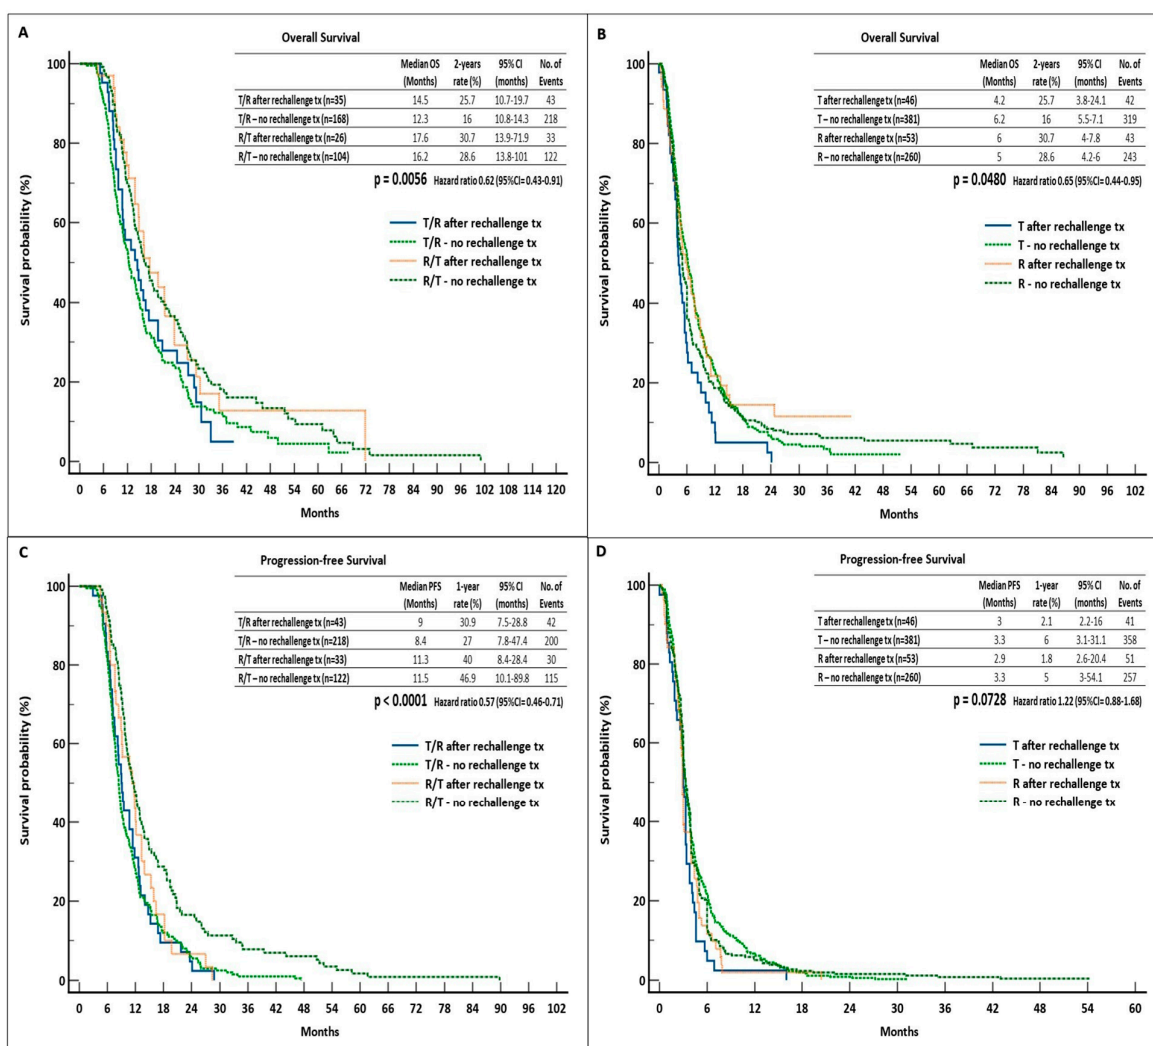 A
Overall Survival
Median OS 2-years 95% CI No. of
(Months) rate (%) (months) Events
T/R after rechallenge tx (n=35) 14.5 25.7 10.7-19.7 43
T/R – no rechallenge tx (n=168) 12.3 16 10.8-14.3 218
R/T after rechallenge tx (n=26) 17.6 30.7 13.9-71.9 33
R/T – no rechallenge tx (n=104) 16.2 28.6 13.8-101 122
p = 0.0056 Hazard ratio 0.62 (95%CI= 0.43-0.91)
T/R after rechallenge tx
T/R - no rechallenge tx
R/T after rechallenge tx
R/T - no rechallenge tx
Survival probability (%)
100
80
60
40
20
0
0 6 12 18 24 30 36 42 48 54 60 66 72 78 84 90 96 102 108 114 120
Months
B
Overall Survival
Median OS 2-years 95% CI No. of
(Months) rate (%) (months) Events
T after rechallenge tx (n=46) 4.2 25.7 3.8-24.1 42
T – no rechallenge tx (n=381) 6.2 16 5.5-7.1 319
R after rechallenge tx (n=53) 6 30.7 4-7.8 43
R – no rechallenge tx (n=260) 5 28.6 4.2-6 243
p = 0.0480 Hazard ratio 0.65 (95%CI= 0.44-0.95)
T after rechallenge tx
T - no rechallenge tx
R after rechallenge tx
R - no rechallenge tx
Survival probability (%)
100
80
60
40
20
0
0 6 12 18 24 30 36 42 48 54 60 66 72 78 84 90 96 102
Months
C
Progression-free Survival
Median PFS 1-year 95% CI No. of
(Months) rate (%) (months) Events
T/R after rechallenge tx (n=43) 9 30.9 7.5-28.8 42
T/R – no rechallenge tx (n=218) 8.4 27 7.8-47.4 200
R/T after rechallenge tx (n=33) 11.3 40 8.4-28.4 30
R/T – no rechallenge tx (n=122) 11.5 46.9 10.1-89.8 115
p < 0.0001 Hazard ratio 0.57 (95%CI= 0.46-0.71)
T/R after rechallenge tx
T/R - no rechallenge tx
R/T after rechallenge tx
R/T - no rechallenge tx
Survival probability (%)
100
80
60
40
20
0
0 6 12 18 24 30 36 42 48 54 60 66 72 78 84 90 96 102
Months
D
Progression-free Survival
Median PFS 1-year 95% CI No. of
(Months) rate (%) (months) Events
T after rechallenge tx (n=46) 3 2.1 2.2-16 41
T – no rechallenge tx (n=381) 3.3 6 3.1-31.1 358
R after rechallenge tx (n=53) 2.9 1.8 2.6-20.4 51
R – no rechallenge tx (n=260) 3.3 5 3-54.1 257
p = 0.0728 Hazard ratio 1.22 (95%CI= 0.88-1.68)
T after rechallenge tx
T - no rechallenge tx
R after rechallenge tx
R - no rechallenge tx
Survival probability (%)
100
80
60
40
20
0
0 6 12 18 24 30 36 42 48 54 60
Months